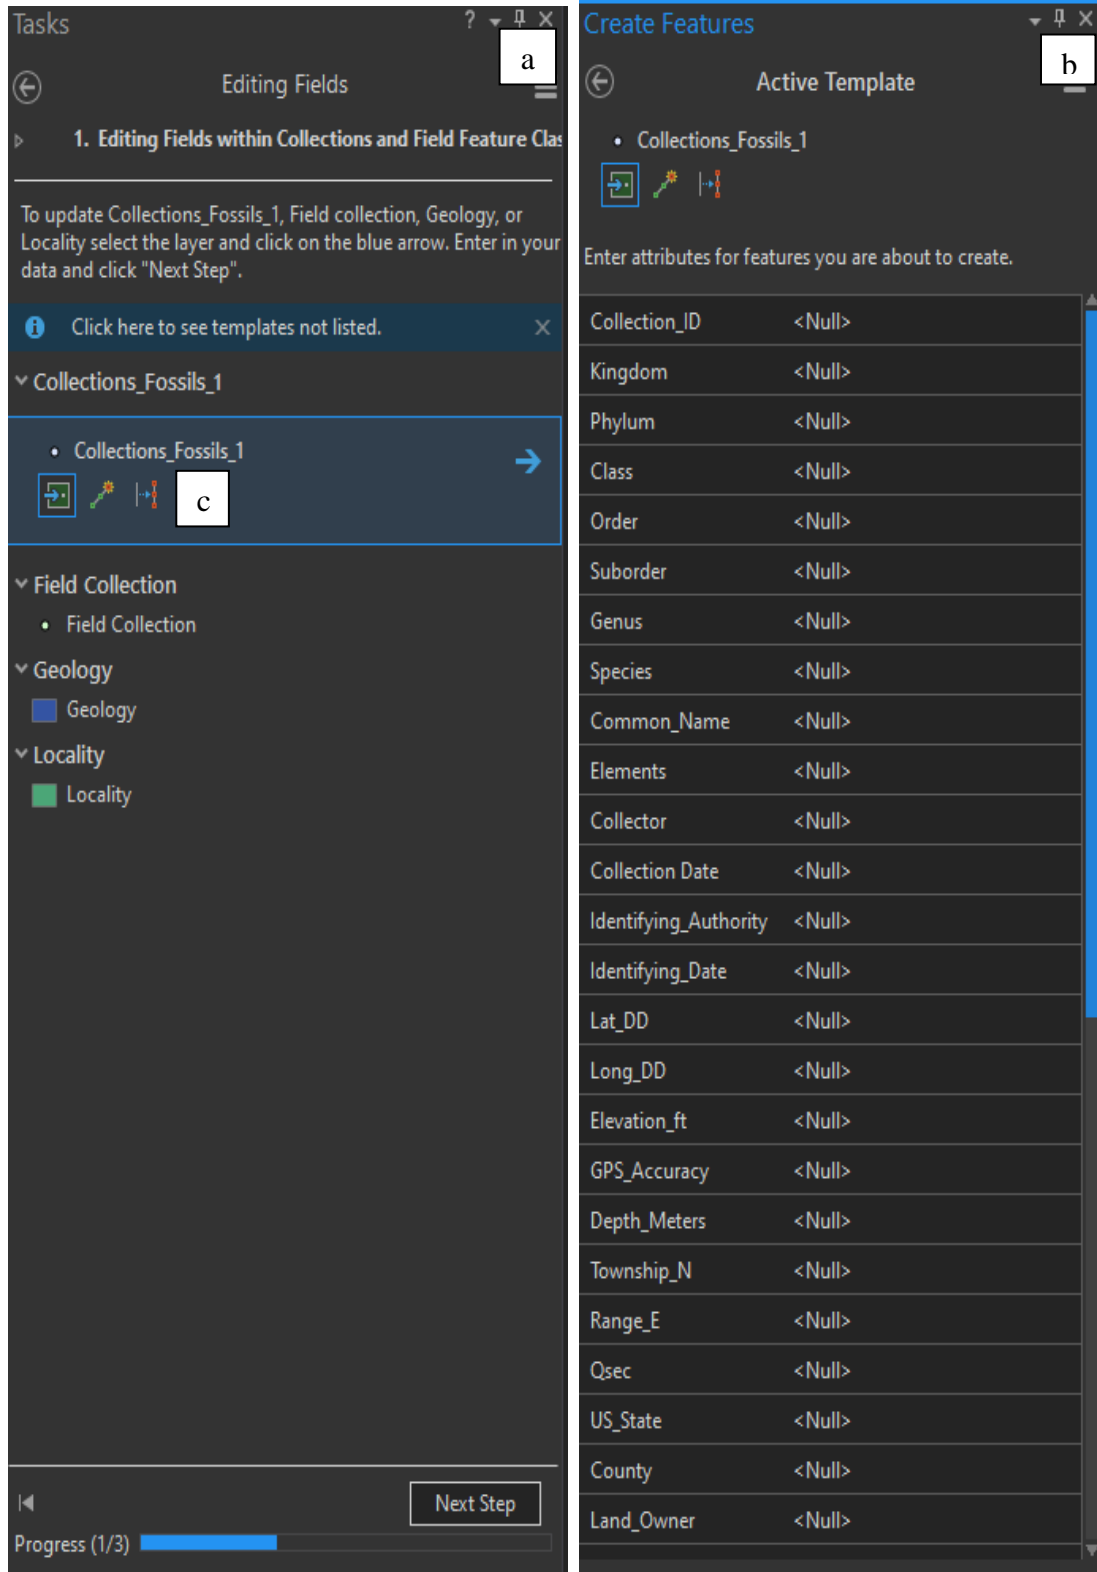 Tasks
?
a
Editing Fields
1. Editing Fields within Collections and Field Feature Clas
To update Collections_Fossils_1, Field collection, Geology, or
Locality select the layer and click on the blue arrow. Enter in your
data and click "Next Step".
Click here to see templates not listed.
Collections_Fossils_1
Collections_Fossils_1
c
Field Collection
Field Collection
Geology
Geology
Locality
Locality
Next Step
Progress (1/3)
Create Features
b
Active Template
Collections_Fossils_1
Enter attributes for features you are about to create.
Collection_ID <Null>
Kingdom <Null>
Phylum <Null>
Class <Null>
Order <Null>
Suborder <Null>
Genus <Null>
Species <Null>
Common_Name <Null>
Elements <Null>
Collector <Null>
Collection Date <Null>
Identifying_Authority <Null>
Identifying_Date <Null>
Lat_DD <Null>
Long_DD <Null>
Elevation_ft <Null>
GPS_Accuracy <Null>
Depth_Meters <Null>
Township_N <Null>
Range_E <Null>
Qsec <Null>
US_State <Null>
County <Null>
Land_Owner <Null>